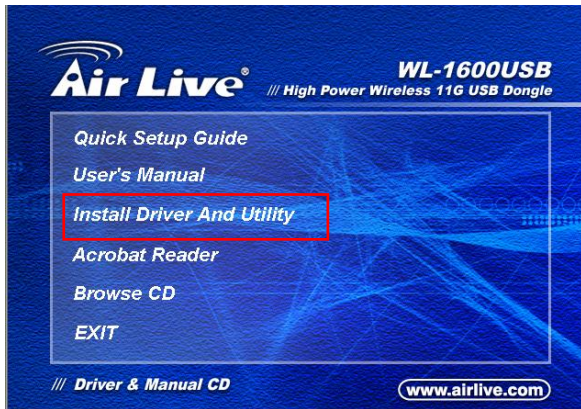 Air Live®
WL-1600USB
/// High Power Wireless 11G USB Dongle
Quick Setup Guide
User's Manual
Install Driver And Utility
Acrobat Reader
Browse CD
EXIT
/// Driver & Manual CD
www.airlive.com